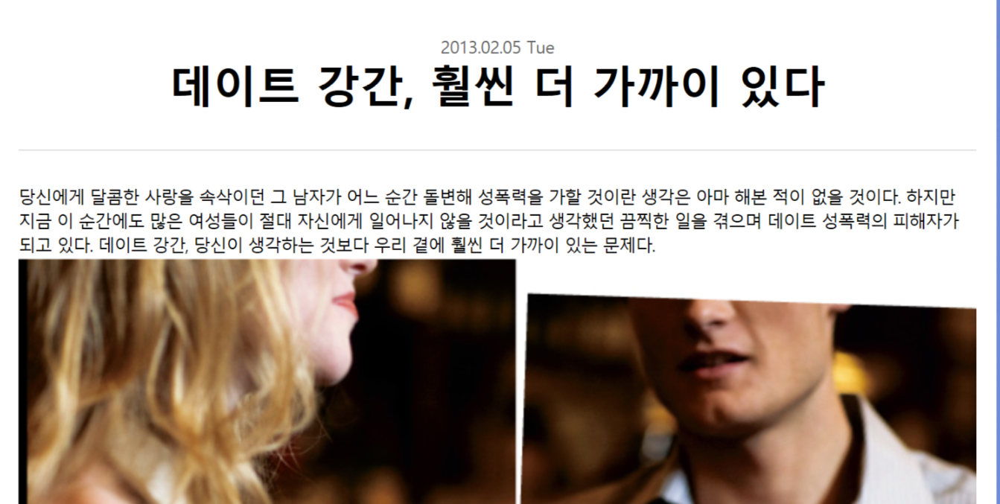 2013.02.05 Tue
데이트 강간, 훨씬 더 가까이 있다
당신에게 달콤한 사랑을 속삭이던 그 남자가 어느 순간 돌변해 성폭력을 가할 것이란 생각은 아마 해본 적이 없을 것이다. 하지만
지금 이 순간에도 많은 여성들이 절대 자신에게 일어나지 않을 것이라고 생각했던 끔찍한 일을 겪으며 데이트 성폭력의 피해자가
되고 있다. 데이트 강간, 당신이 생각하는 것보다 우리 곁에 훨씬 더 가까이 있는 문제다.